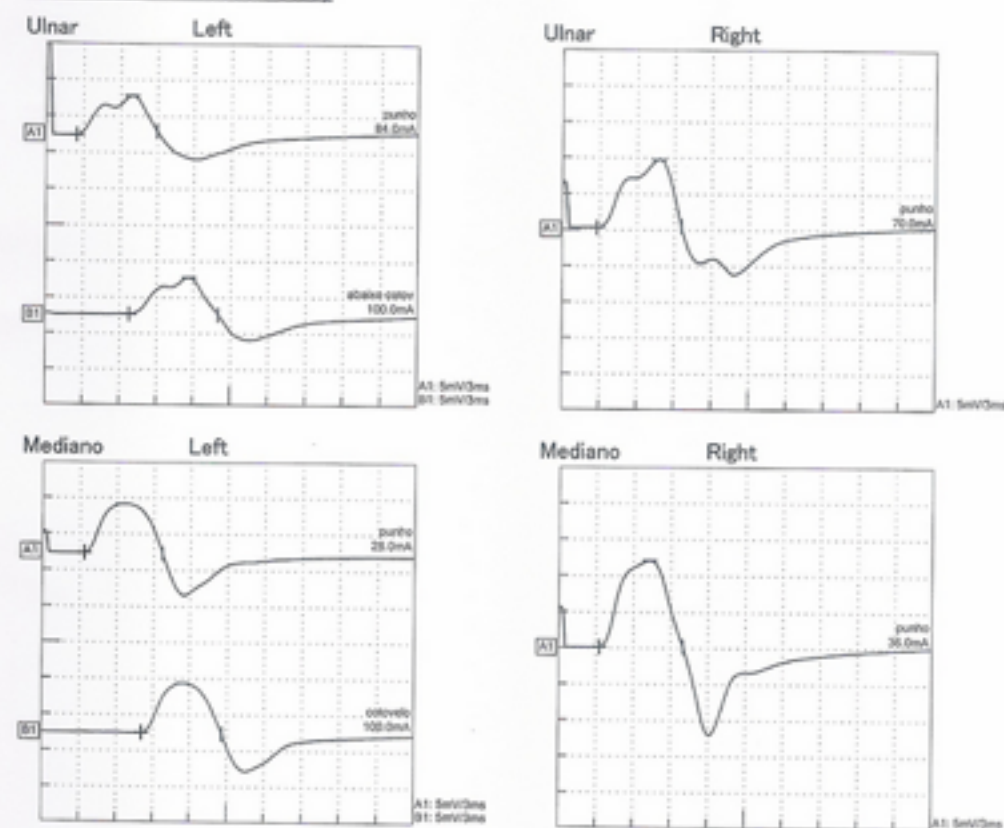 Ulnar Left
A1
punho
84.0mA
B1
abaixo cotov
100.0mA
A1: 5mV/3ms
B1: 5mV/3ms
Ulnar Right
A1
punho
70.0mA
A1: 5mV/3ms
Mediano Left
A1
punho
28.0mA
B1
cotovelo
100.0mA
A1: 5mV/3ms
B1: 5mV/3ms
Mediano Right
A1
punho
36.0mA
A1: 5mV/3ms